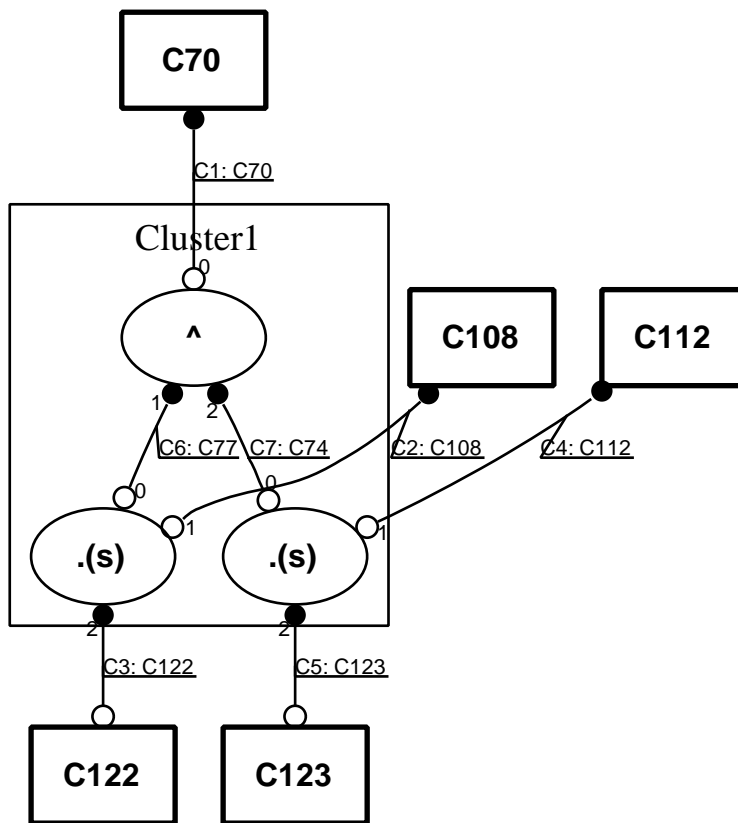 C70
C1: C70
Cluster1
0
^
C108
C112
1
2
C6: C77
C7: C74
C2: C108
C4: C112
0
0
1
1
.(s)
.(s)
2
2
C3: C122
C5: C123
C122
C123